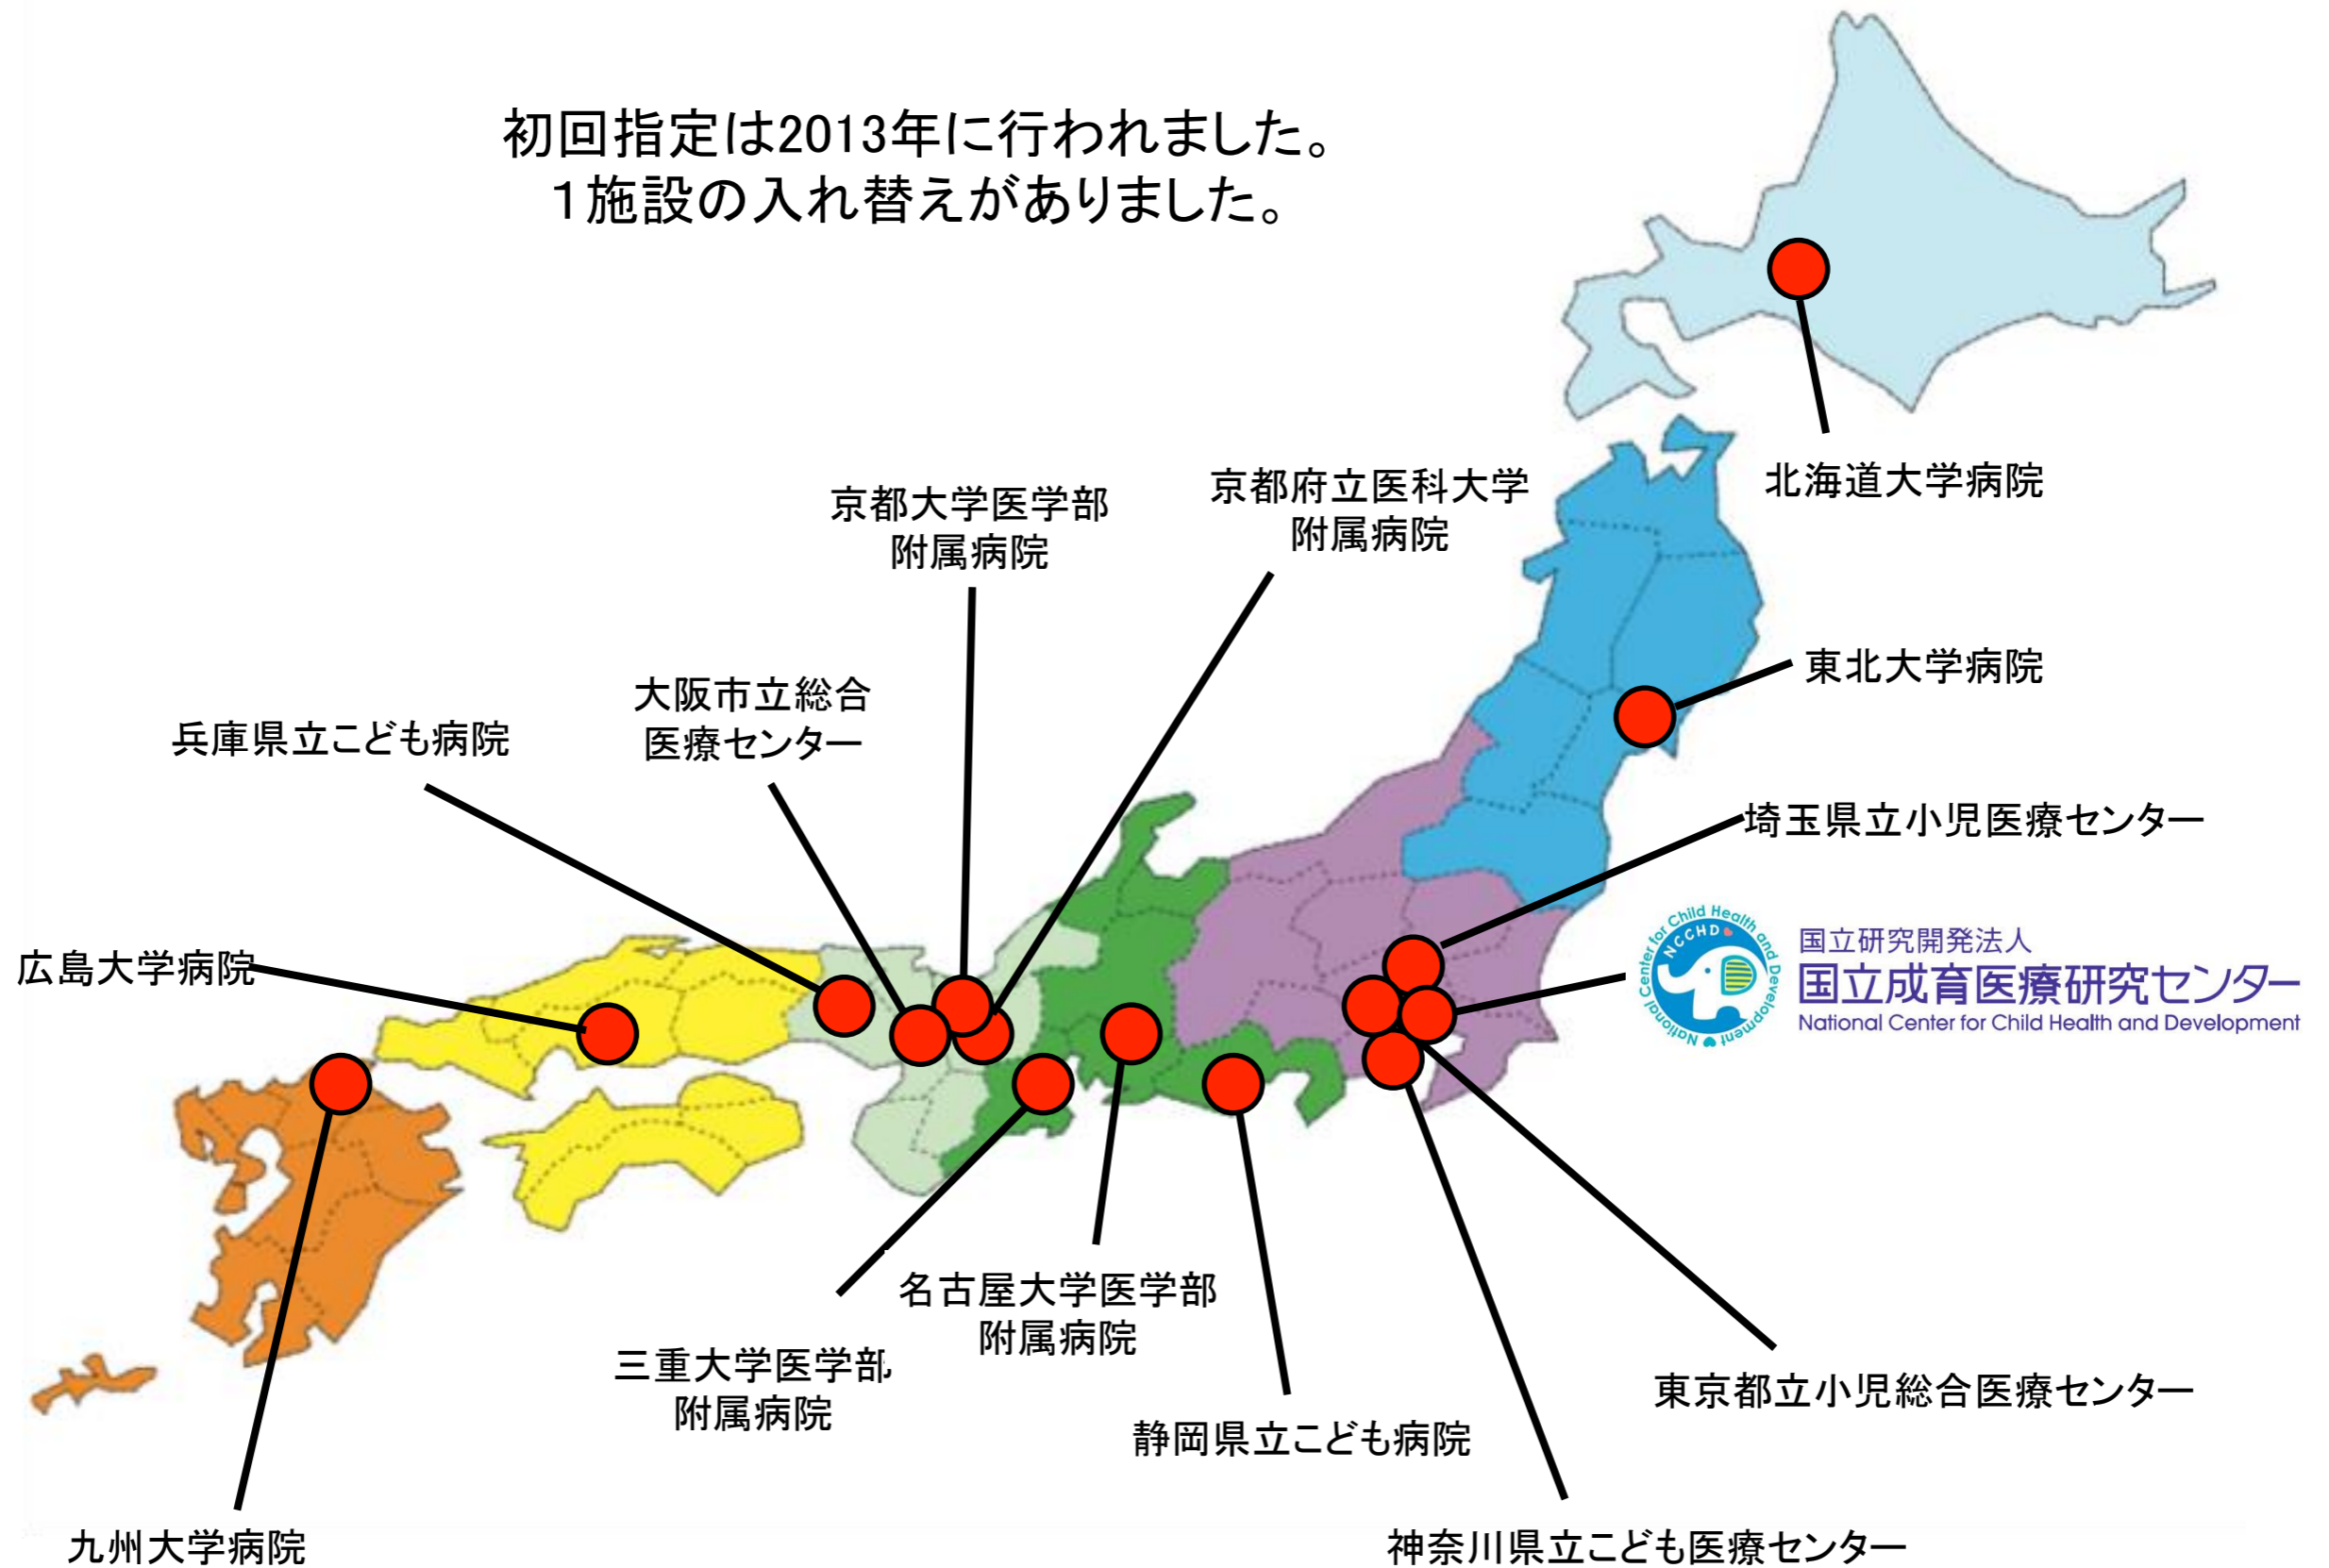 初回指定は2013年に行われました。
１施設の入れ替えがありました。
北海道大学病院
京都大学医学部
附属病院
京都府立医科大学
附属病院
東北大学病院
大阪市立総合
医療センター
兵庫県立こども病院
埼玉県立小児医療センター
広島大学病院
National Center for Child Health and Development
NCCHD
国立研究開発法人
国立成育医療研究センター
National Center for Child Health and Development
名古屋大学医学部
附属病院
三重大学医学部
附属病院
東京都立小児総合医療センター
静岡県立こども病院
九州大学病院
神奈川県立こども医療センター